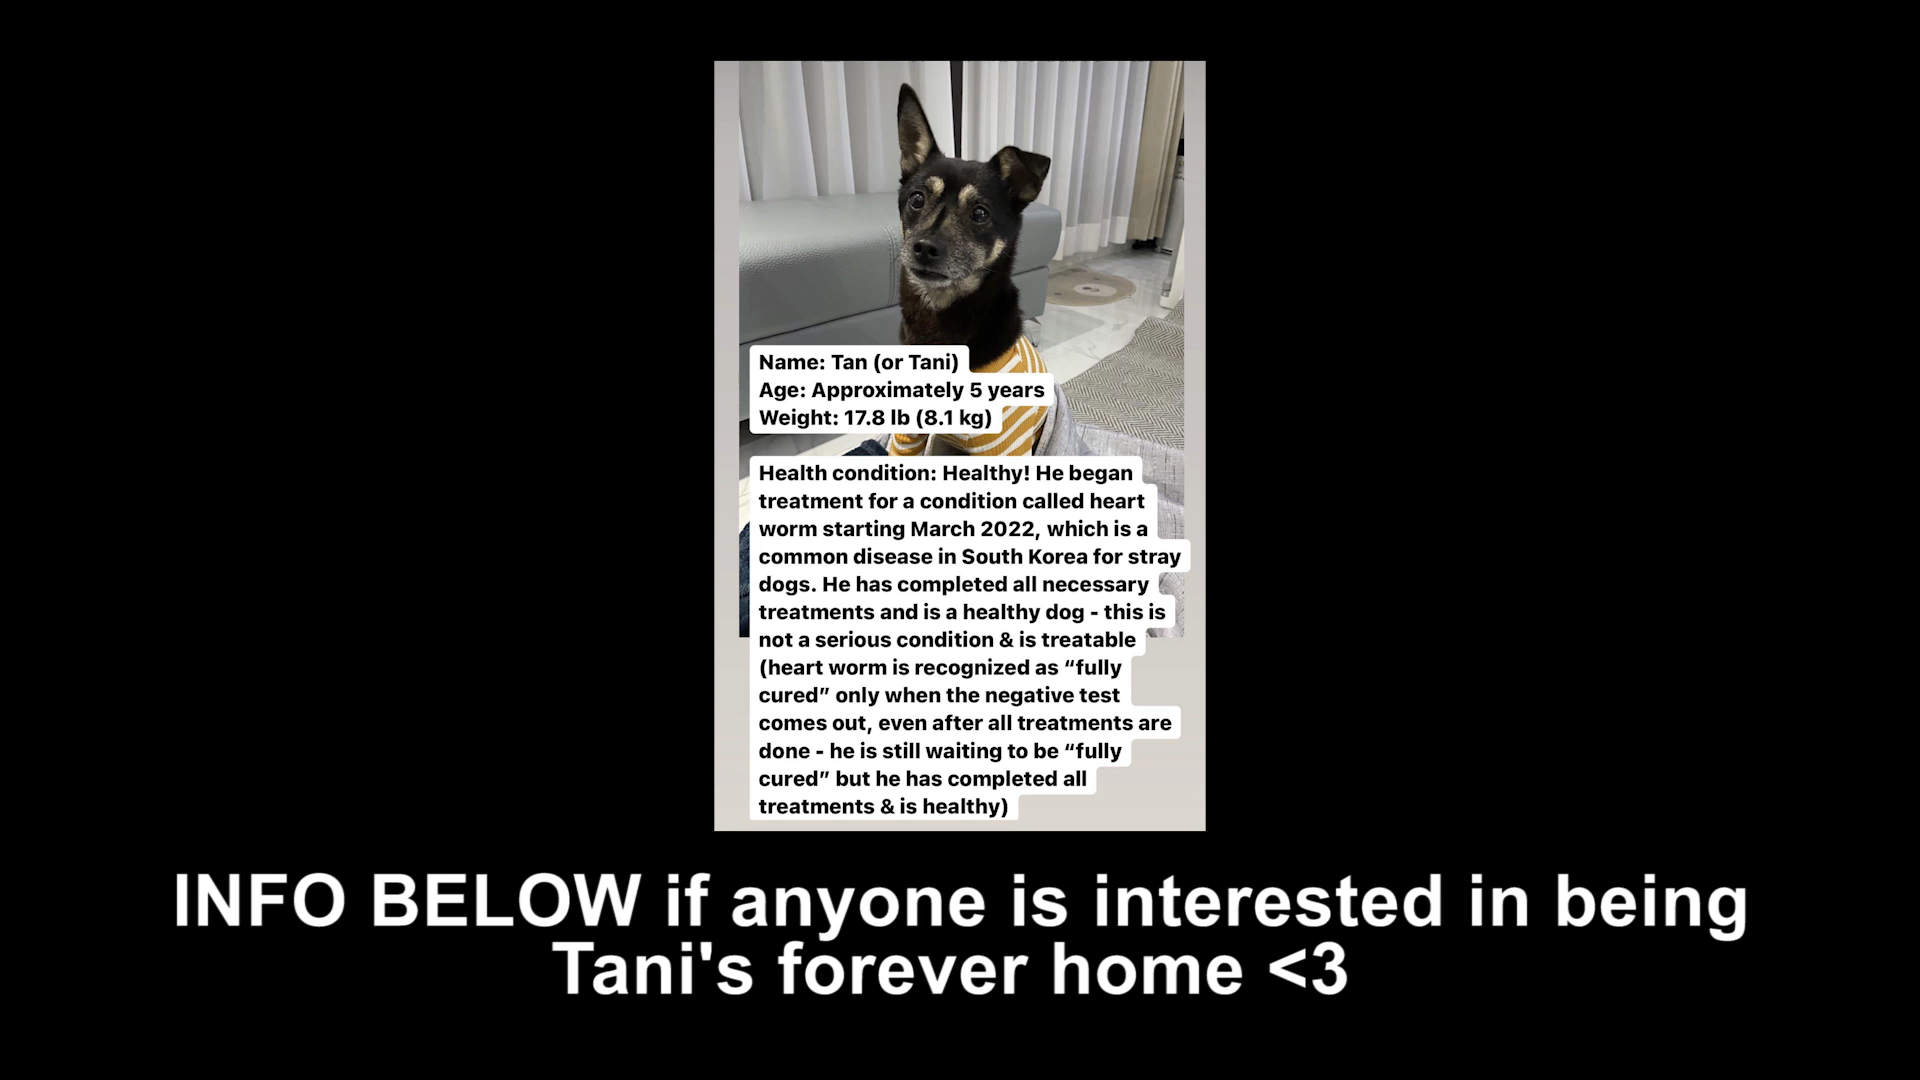 Name: Tan (or Tani)
Age: Approximately 5 years
Weight: 17.8 lb (8.1 kg)
Health condition: Healthy! He began
treatment for a condition called heart
worm starting March 2022, which is a
common disease in South Korea for stray
dogs. He has completed all necessary
treatments and is a healthy dog - this is
not a serious condition & is treatable
(heart worm is recognized as “fully
cured” only when the negative test
comes out, even after all treatments are
done - he is still waiting to be “fully
cured” but he has completed all
treatments & is healthy)
INFO BELOW if anyone is interested in being
Tani's forever home <3